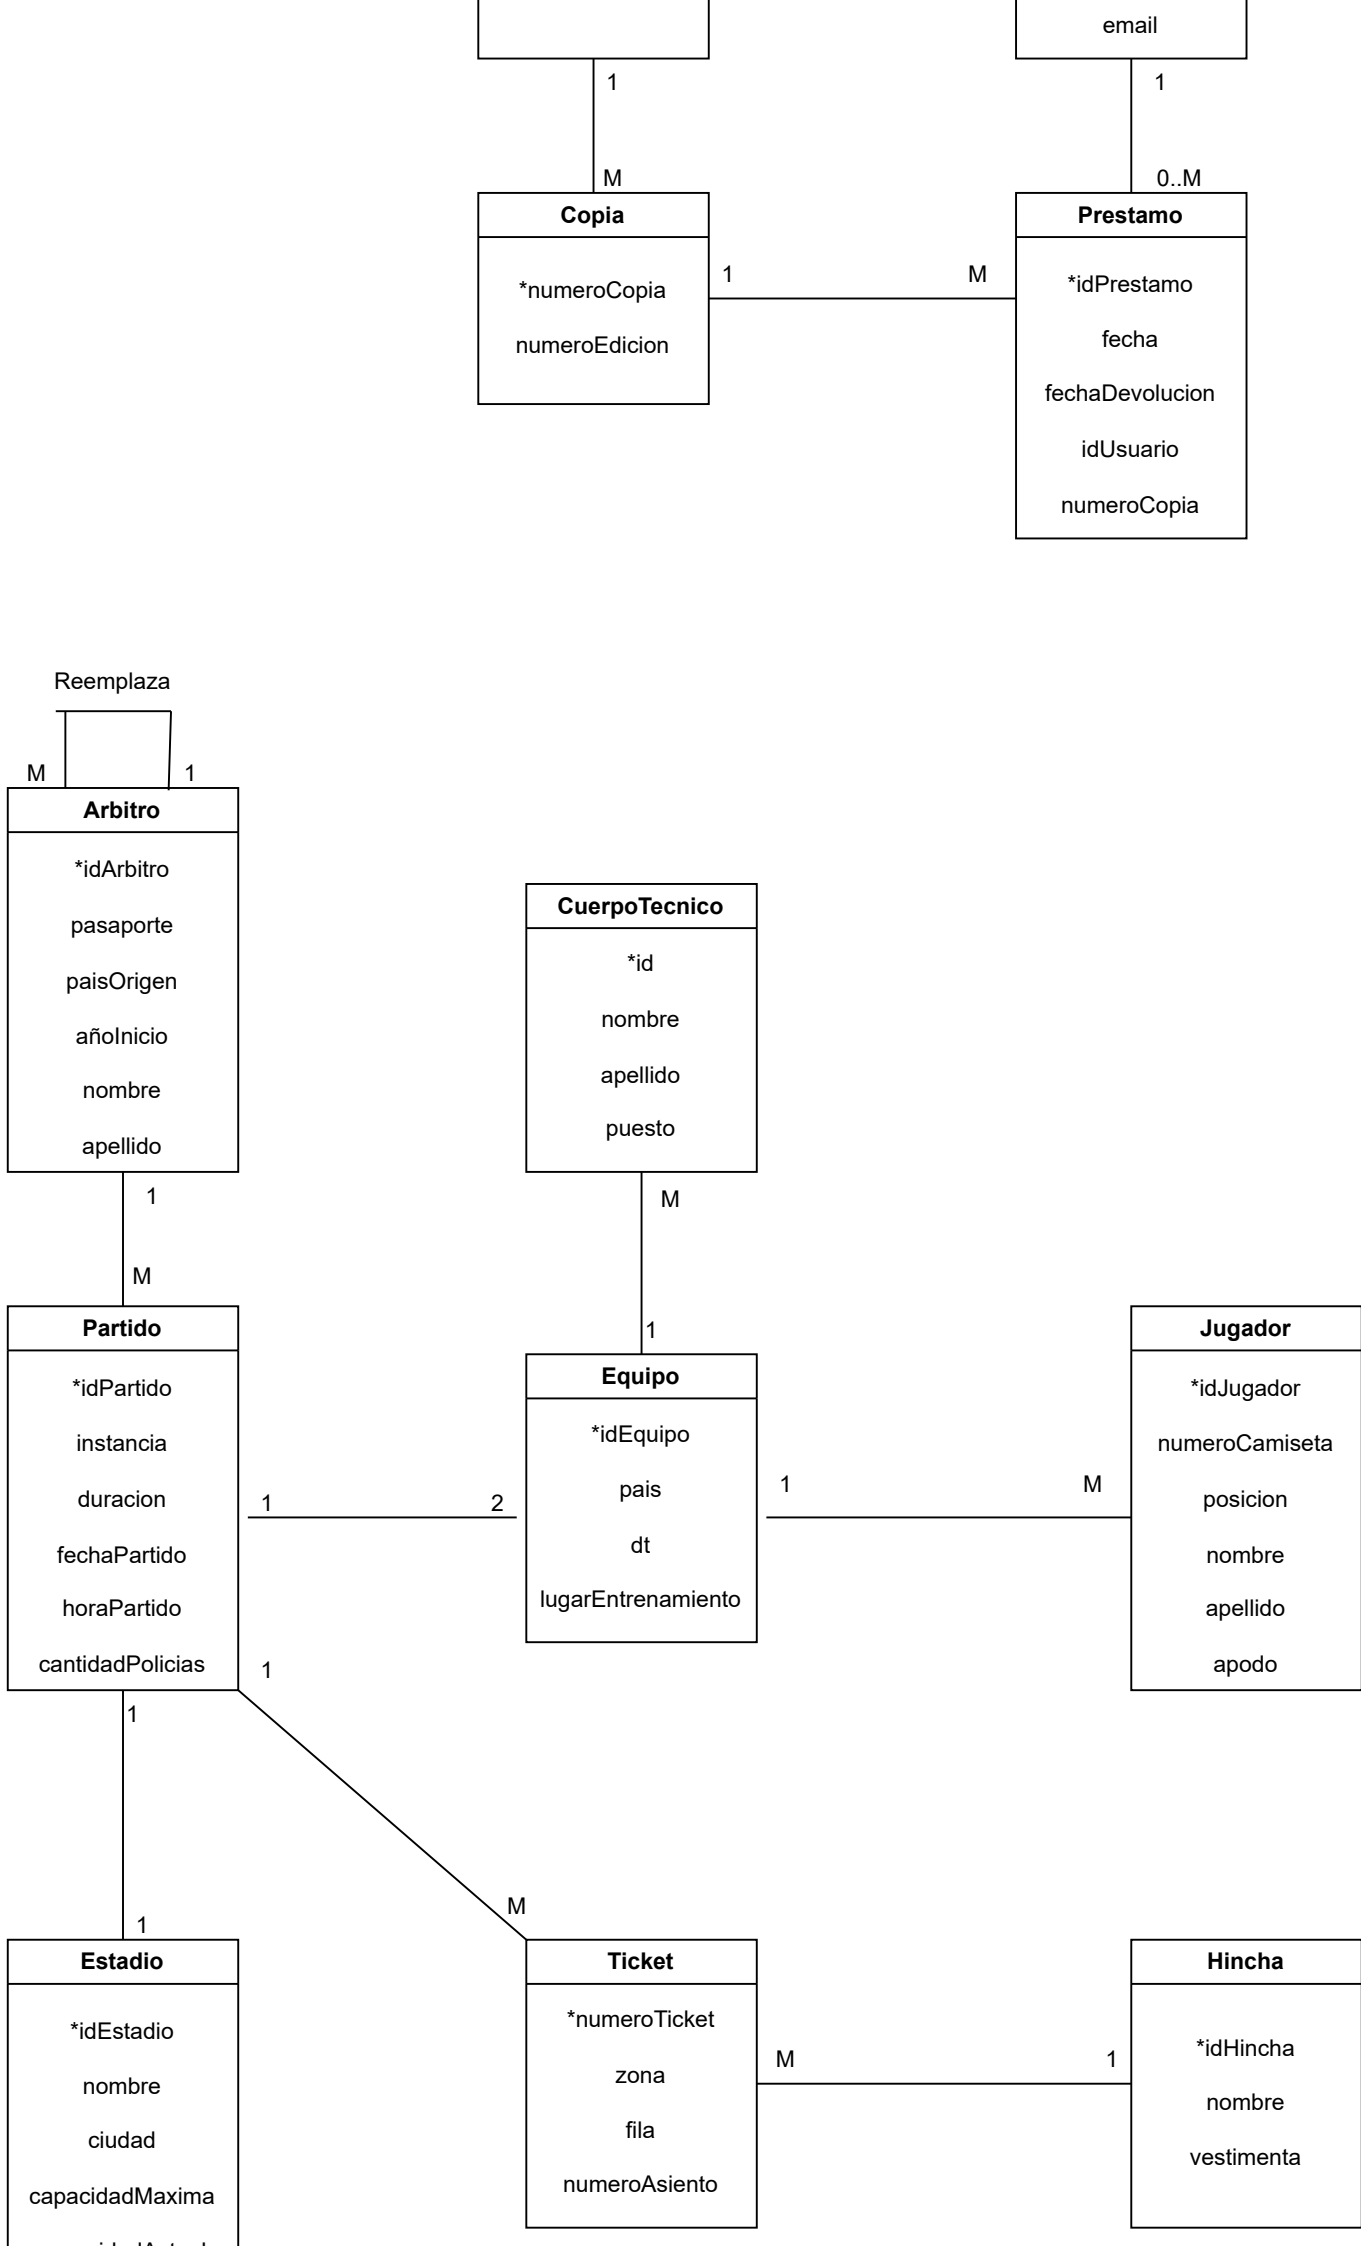 email
1
1
M
0..M
Copia
*numeroCopia
numeroEdicion
1
M
Prestamo
*idPrestamo
fecha
fechaDevolucion
idUsuario
numeroCopia
Reemplaza
M
1
Arbitro
*idArbitro
pasaporte
paisOrigen
añoInicio
nombre
apellido
CuerpoTecnico
*id
nombre
apellido
puesto
1
M
M
1
Partido
*idPartido
instancia
duracion
fechaPartido
horaPartido
cantidadPolicias
1
2
Equipo
*idEquipo
pais
dt
lugarEntrenamiento
1
M
Jugador
*idJugador
numeroCamiseta
posicion
nombre
apellido
apodo
1
1
M
1
Estadio
*idEstadio
nombre
ciudad
capacidadMaxima
Ticket
*numeroTicket
zona
fila
numeroAsiento
M
1
Hincha
*idHincha
nombre
vestimenta